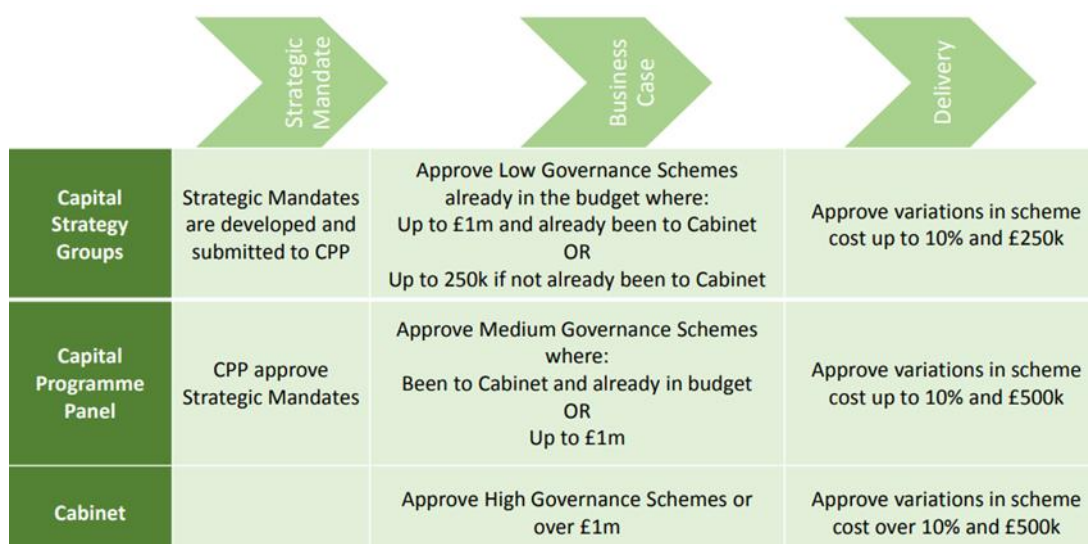 Strategic
Mandate
Business
Case
Delivery
Capital
Strategy
Groups
Strategic Mandates
are developed and
submitted to CPP
Approve Low Governance Schemes
already in the budget where:
Up to £1m and already been to Cabinet
OR
Up to 250k if not already been to Cabinet
Approve variations in scheme
cost up to 10% and £250k
Capital
Programme
Panel
CPP approve
Strategic Mandates
Approve Medium Governance Schemes
where:
Been to Cabinet and already in budget
OR
Up to £1m
Approve variations in scheme
cost up to 10% and £500k
Cabinet
Approve High Governance Schemes or
over £1m
Approve variations in scheme
cost over 10% and £500k